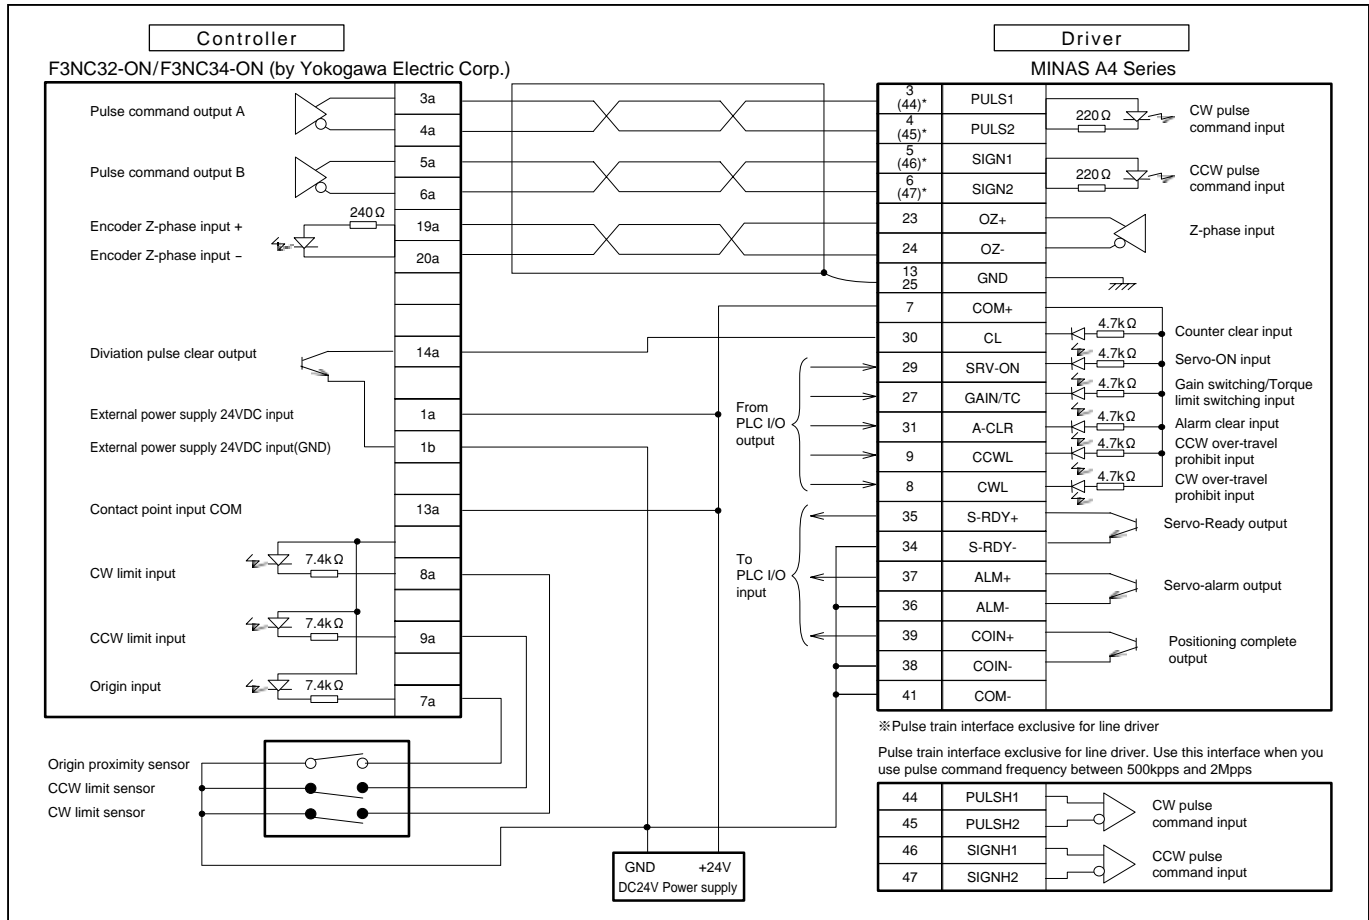 Controller
Driver
F3NC32-ON/F3NC34-ON (by Yokogawa Electric Corp.)
MINAS A4 Series
Pulse command output A
3a
4a
Pulse command output B
5a
6a
Encoder Z-phase input +
240Ω
19a
Encoder Z-phase input −
20a
Diviation pulse clear output
14a
External power supply 24VDC input
1a
External power supply 24VDC input(GND)
1b
Contact point input COM
13a
CW limit input
7.4kΩ
8a
CCW limit input
7.4kΩ
9a
Origin input
7.4kΩ
7a
Origin proximity sensor
CCW limit sensor
CW limit sensor
From
PLC I/O
output
To
PLC I/O
input
GND +24V
DC24V Power supply
3
(44)*
PULS1
220Ω
CW pulse
command input
4
(45)*
PULS2
5
(46)*
SIGN1
220Ω
CCW pulse
command input
6
(47)*
SIGN2
23
OZ+
Z-phase input
24
OZ-
13
25
GND
7
COM+
30
CL
4.7kΩ
Counter clear input
29
SRV-ON
4.7kΩ
Servo-ON input
27
GAIN/TC
4.7kΩ
Gain switching/Torque
limit switching input
31
A-CLR
4.7kΩ
Alarm clear input
9
CCWL
4.7kΩ
CCW over-travel
prohibit input
8
CWL
4.7kΩ
CW over-travel
prohibit input
35
S-RDY+
Servo-Ready output
34
S-RDY-
37
ALM+
Servo-alarm output
36
ALM-
39
COIN+
Positioning complete
output
38
COIN-
41
COM-
※Pulse train interface exclusive for line driver
Pulse train interface exclusive for line driver. Use this interface when you
use pulse command frequency between 500kpps and 2Mpps
44
PULSH1
CW pulse
command input
45
PULSH2
46
SIGNH1
CCW pulse
command input
47
SIGNH2